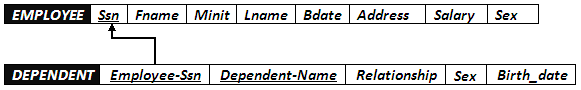 EMPLOYEE Ssn Fname Minit Lname Bdate Address Salary Sex
DEPENDENT Employee-Ssn Dependent-Name Relationship Sex Birth_date